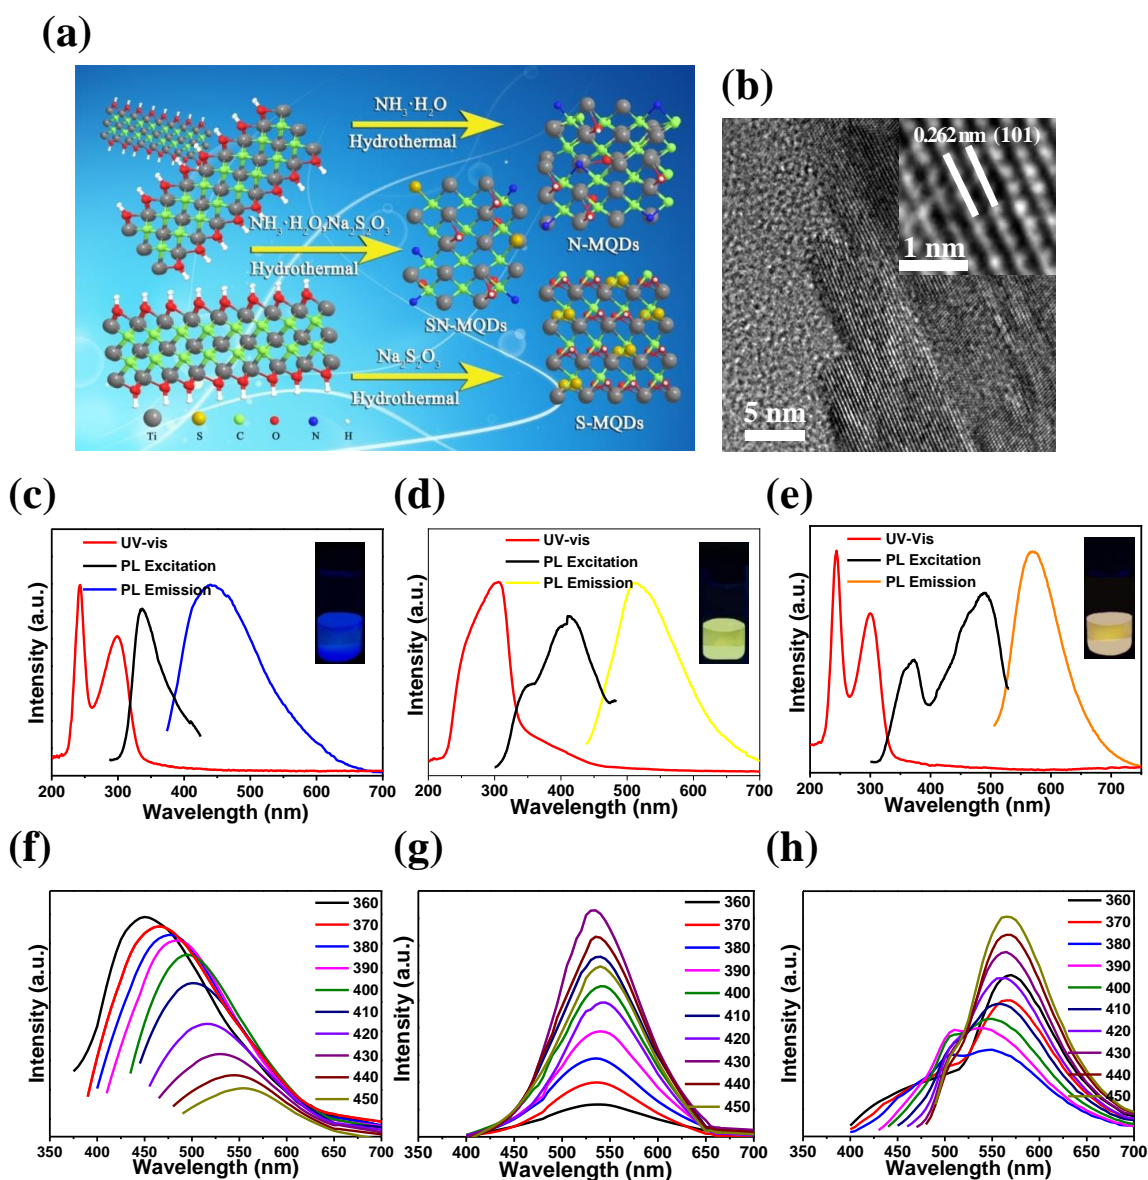 (a)
NH₃·H₂O
Hydrothermal
N-MQDs
NH₃·H₂O,Na₂S₂O₃
Hydrothermal
SN-MQDs
Na₂S₂O₃
Hydrothermal
S-MQDs
Ti S C O N H
(b)
0.262 nm (101)
1 nm
5 nm
(c)
UV-vis
PL Excitation
PL Emission
Intensity (a.u.)
200 300 400 500 600 700
Wavelength (nm)
(d)
UV-vis
PL Excitation
PL Emission
Intensity (a.u.)
200 300 400 500 600 700
Wavelength (nm)
(e)
UV-vis
PL Excitation
PL Emission
Intensity (a.u.)
200 300 400 500 600 700
Wavelength (nm)
(f)
360
370
380
390
400
410
420
430
440
450
Intensity (a.u.)
350 400 450 500 550 600 650 700
Wavelength (nm)
(g)
360
370
380
390
400
410
420
430
440
450
Intensity (a.u.)
350 400 450 500 550 600 650 700
Wavelength (nm)
(h)
360
370
380
390
400
410
420
430
440
450
Intensity (a.u.)
350 400 450 500 550 600 650 700
Wavelength (nm)